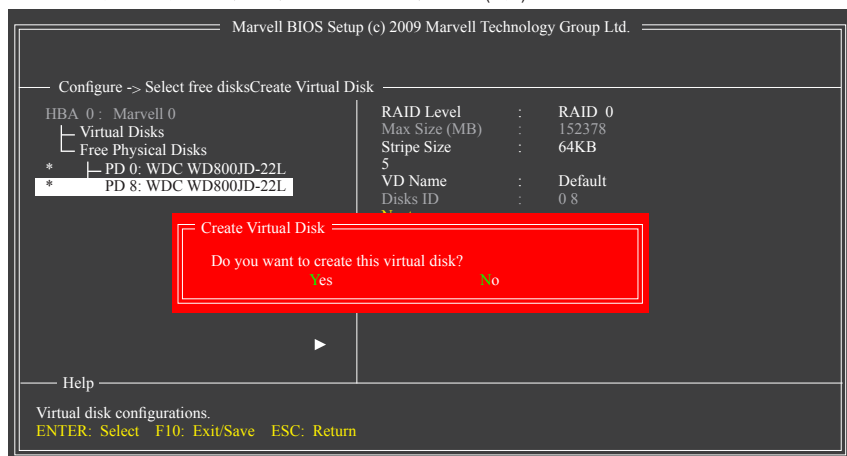 Marvell BIOS Setup (c) 2009 Marvell Technology Group Ltd.
Configure -> Select free disksCreate Virtual Disk
HBA 0 : Marvell 0
Virtual Disks
Free Physical Disks
* PD 0: WDC WD800JD-22L
* PD 8: WDC WD800JD-22L
RAID Level : RAID 0
Max Size (MB) : 152378
Stripe Size : 64KB
5
VD Name : Default
Disks ID : 0 8
Create Virtual Disk
Do you want to create this virtual disk?
Yes No
Help
Virtual disk configurations.
ENTER: Select F10: Exit/Save ESC: Return